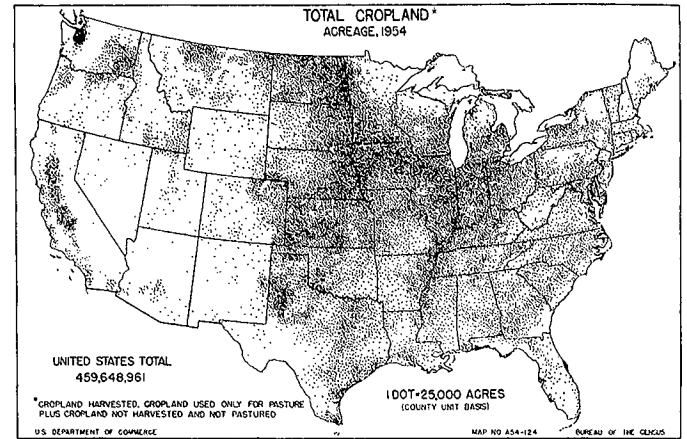 TOTAL CROPLAND*
ACREAGE, 1954
UNITED STATES TOTAL
459,648,961
*CROPLAND HARVESTED, CROPLAND USED ONLY FOR PASTURE
PLUS CROPLAND NOT HARVESTED AND NOT PASTURED
1 DOT=25,000 ACRES
(COUNTY UNIT BASIS)
U.S. DEPARTMENT OF COMMERCE
MAP NO A54-124
BUREAU OF THE CENSUS